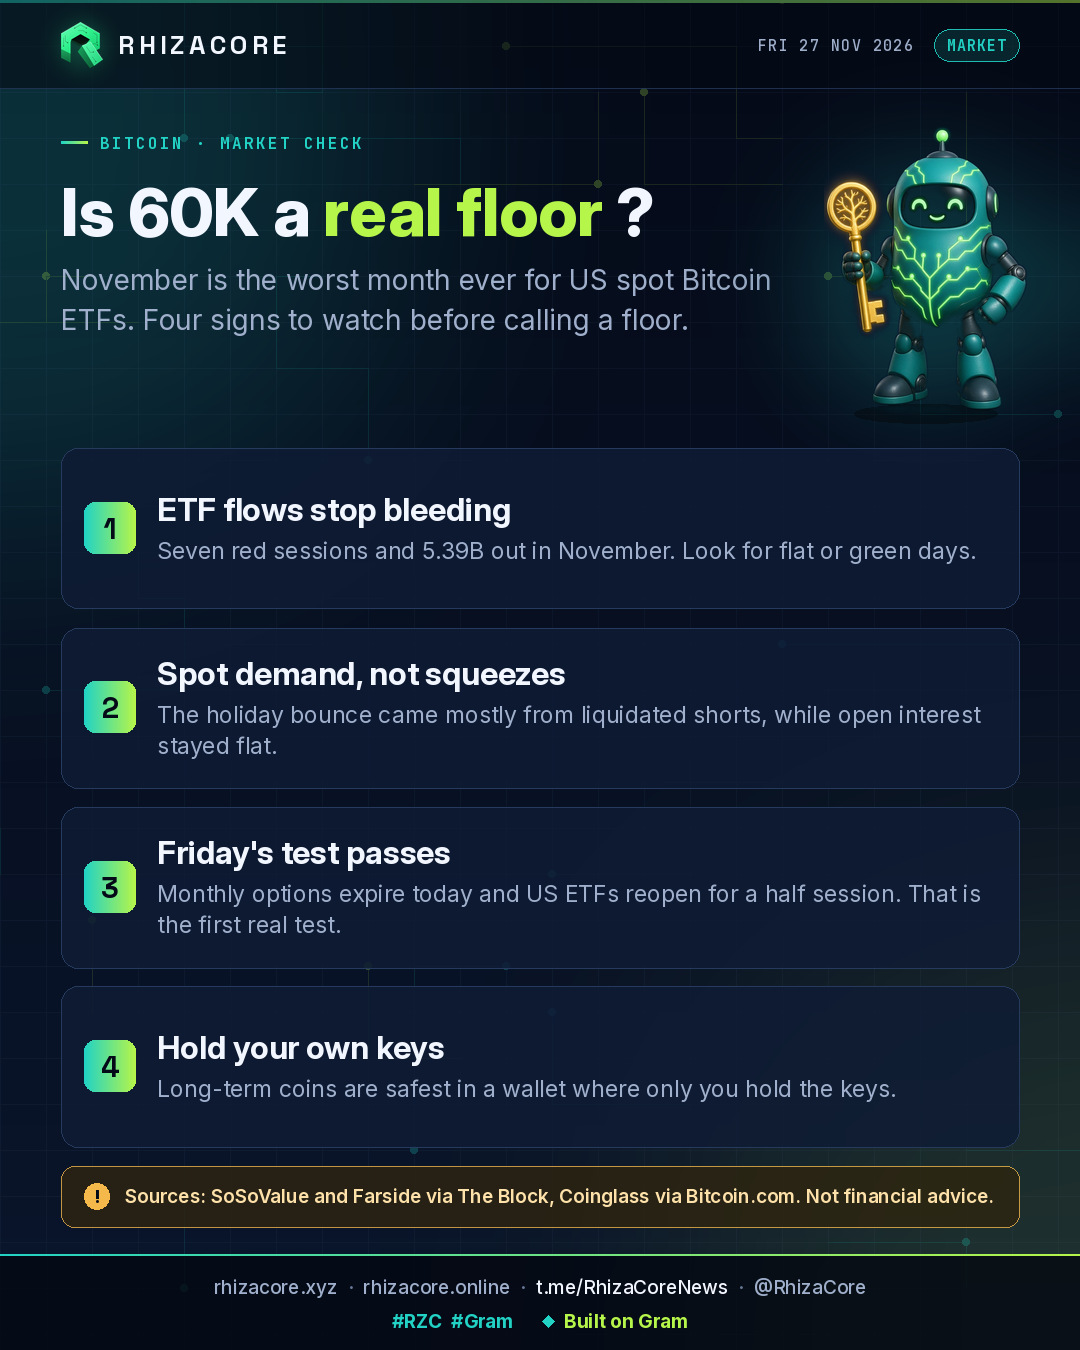 RHIZACORE
FRI 27 NOV 2026
MARKET
BITCOIN · MARKET CHECK
Is 60K a real floor ?
November is the worst month ever for US spot Bitcoin
ETFs. Four signs to watch before calling a floor.
1
ETF flows stop bleeding
Seven red sessions and 5.39B out in November. Look for flat or green days.
2
Spot demand, not squeezes
The holiday bounce came mostly from liquidated shorts, while open interest
stayed flat.
3
Friday's test passes
Monthly options expire today and US ETFs reopen for a half session. That is
the first real test.
4
Hold your own keys
Long-term coins are safest in a wallet where only you hold the keys.
! Sources: SoSoValue and Farside via The Block, Coinglass via Bitcoin.com. Not financial advice.
rhizacore.xyz · rhizacore.online · t.me/RhizaCoreNews · @RhizaCore
#RZC #Gram ◆ Built on Gram